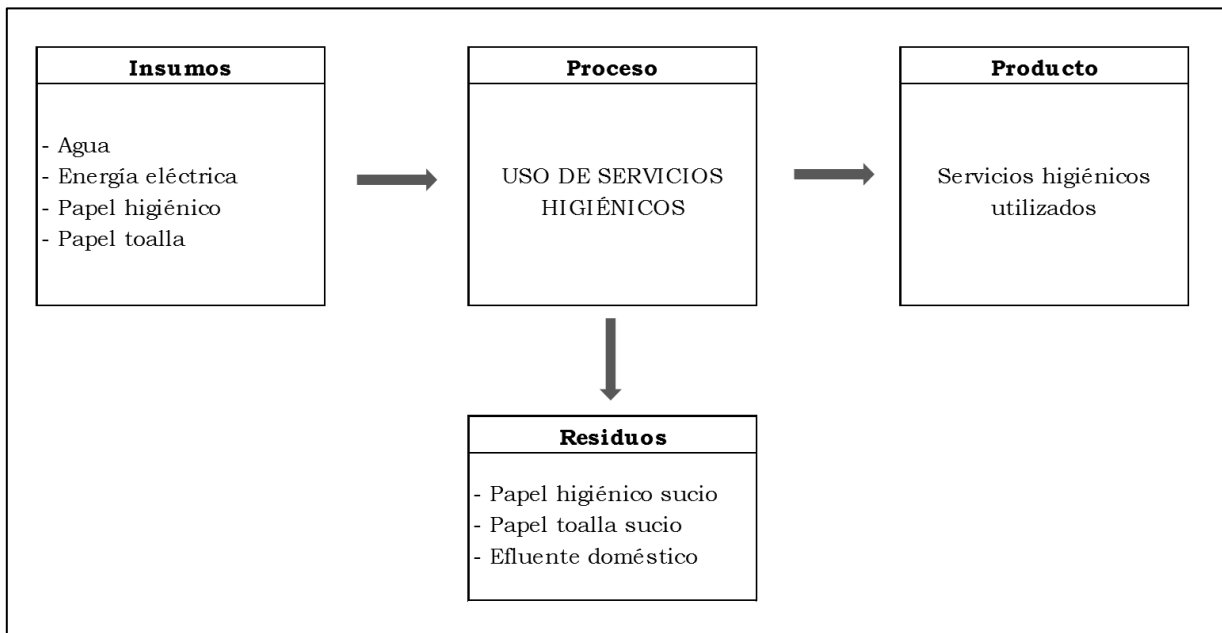 Insumos
- Agua
- Energía eléctrica
- Papel higiénico
- Papel toalla
Proceso
USO DE SERVICIOS
HIGIÉNICOS
Producto
Servicios higiénicos
utilizados
Residuos
- Papel higiénico sucio
- Papel toalla sucio
- Efluente doméstico